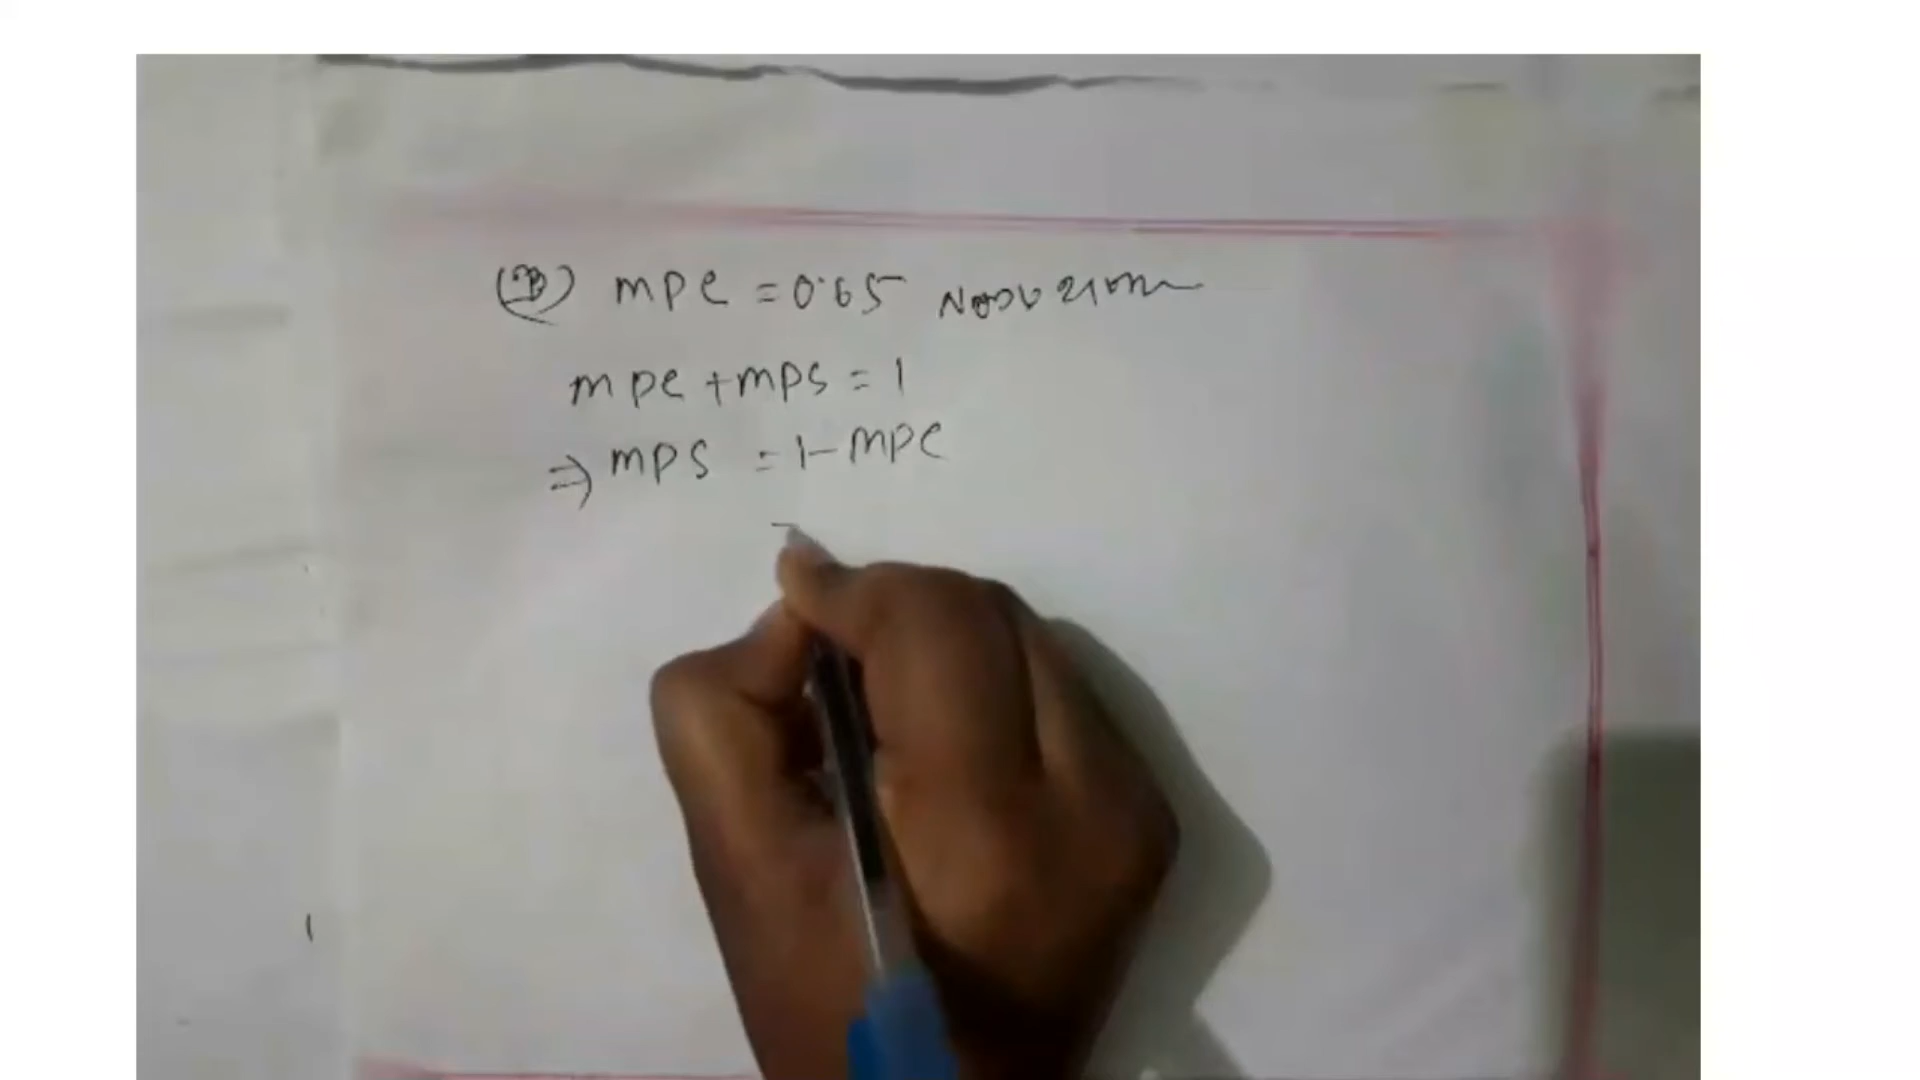 mpc = 0.65
mpc + mps = 1
⇒ mps = 1 - mpc